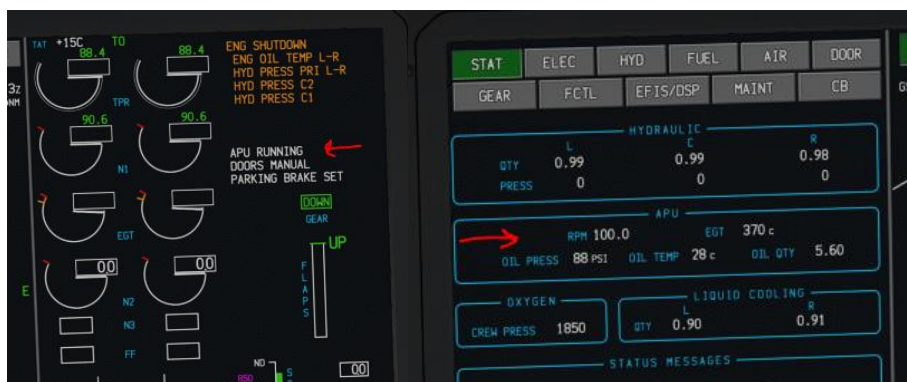 TAT +15C TO
88.4 88.4
TPR
90.6 90.6
N1
EGT
00 00
N2
N3
FF
E
3z
NM
ENG SHUTDOWN
ENG OIL TEMP L-R
HYD PRESS PRI L-R
HYD PRESS C2
HYD PRESS C1
APU RUNNING
DOORS MANUAL
PARKING BRAKE SET
DOWN
GEAR
UP
FLAPS
ND
S
850
00
STAT ELEC HYD FUEL AIR DOOR
GEAR FCTL EFIS/DSP MAINT CB
HYDRAULIC
L C R
QTY 0.99 0.99 0.98
PRESS 0 0 0
APU
RPM 100.0 EGT 370 c
OIL PRESS 88 PSI OIL TEMP 28 c OIL QTY 5.60
OXYGEN
CREW PRESS 1850
LIQUID COOLING
L R
QTY 0.90 0.91
STATUS MESSAGES